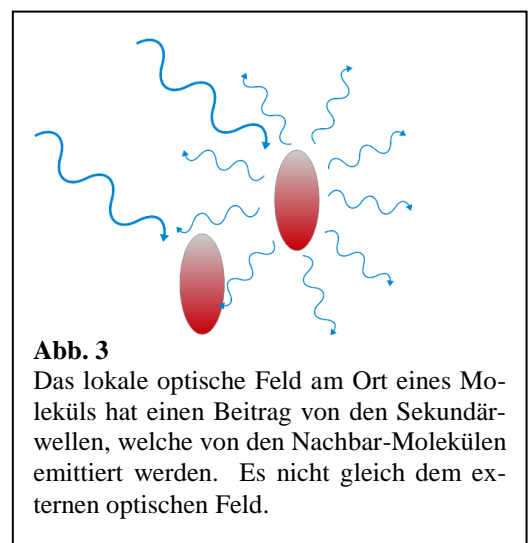 Abb. 3
Das lokale optische Feld am Ort eines Mo-
leküls hat einen Beitrag von den Sekundär-
wellen, welche von den Nachbar-Molekülen
emittiert werden. Es nicht gleich dem ex-
ternen optischen Feld.